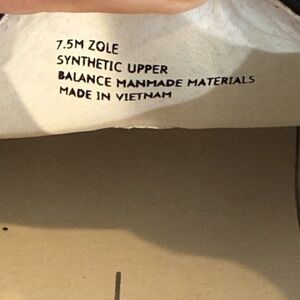 7.5M ZOLE
SYNTHETIC UPPER
BALANCE MANMADE MATERIALS
MADE IN VIETNAM